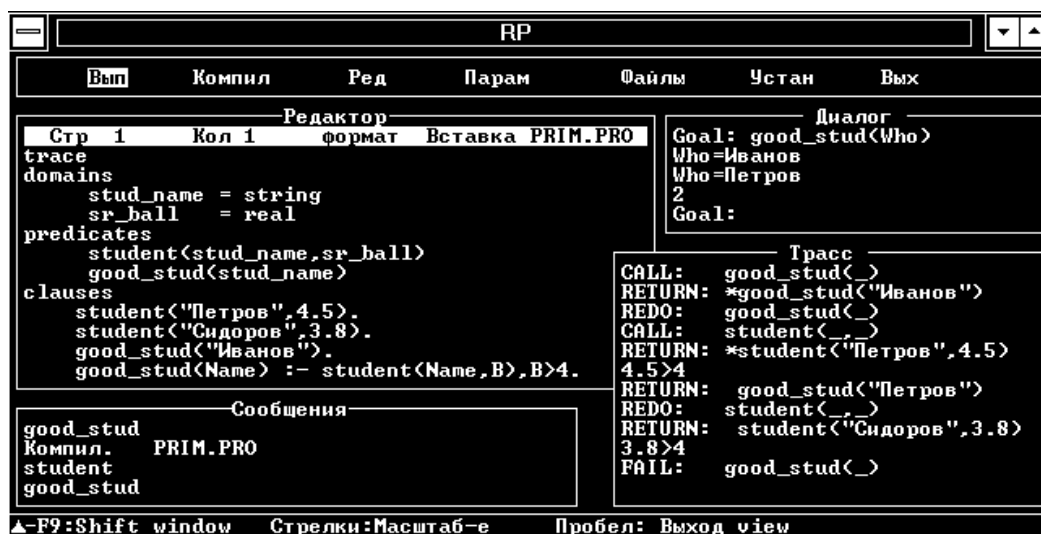 RP
Вып Компил Ред Парам Файлы Устан Вых
Редактор
Стр 1 Кол 1 формат Вставка PRIM.PRO
trace
domains
stud_name = string
sr_ball = real
predicates
student(stud_name,sr_ball)
good_stud(stud_name)
clauses
student("Петров",4.5).
student("Сидоров",3.8).
good_stud("Иванов").
good_stud(Name) :- student(Name,B),B>4.
Диалог
Goal: good_stud(Who)
Who=Иванов
Who=Петров
2
Goal:
Сообщения
good_stud
Компил. PRIM.PRO
student
good_stud
Трасс
CALL: good_stud(_)
RETURN: *good_stud("Иванов")
REDO: good_stud(_)
CALL: student(_,_)
RETURN: *student("Петров",4.5)
4.5>4
RETURN: good_stud("Петров")
REDO: student(_,_)
RETURN: student("Сидоров",3.8)
3.8>4
FAIL: good_stud(_)
▲-F9:Shift window Стрелки:Масштаб-е Пробел: Выход view